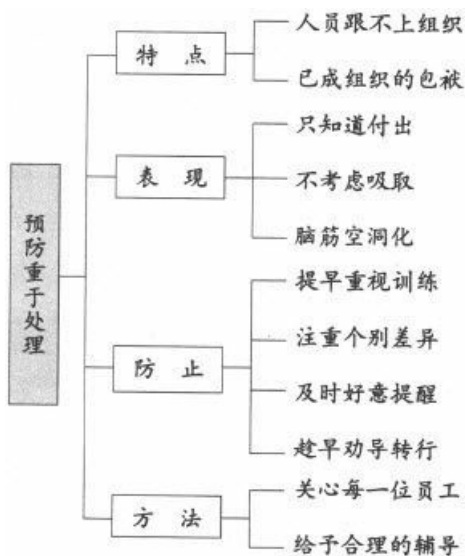 预防重于处理
特点
人员跟不上组织
已成组织的包袱
表现
只知道付出
不考虑吸取
脑筋空洞化
防止
提早重视训练
注重个别差异
及时好意提醒
趁早劝导转行
方法
关心每一位员工
给予合理的辅导